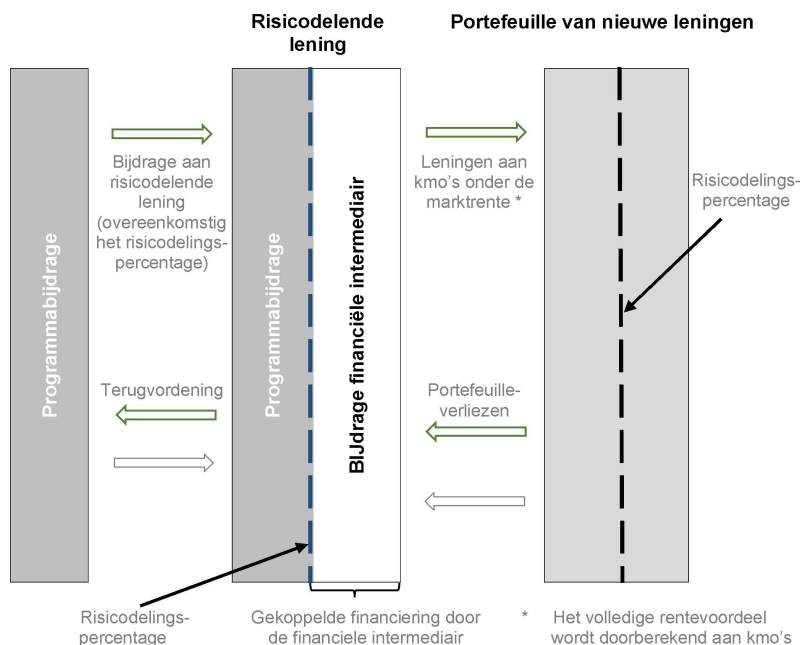 Risicodelende
lening
Portefeuille van nieuwe leningen
Programmabijdrage
Bijdrage aan
risicodelende
lening
(overeenkomstig
het risicodelings-
percentage)
Terugvordening
Programmabijdrage
BIJdrage financiële intermediair
Leningen aan
kmo's onder de
marktrente *
Portefeuille-
verliezen
Risicodelings-
percentage
Risicodelings-
percentage
Gekoppelde financiering door
de financiele intermediair
* Het volledige rentevoordeel
wordt doorberekend aan kmo's